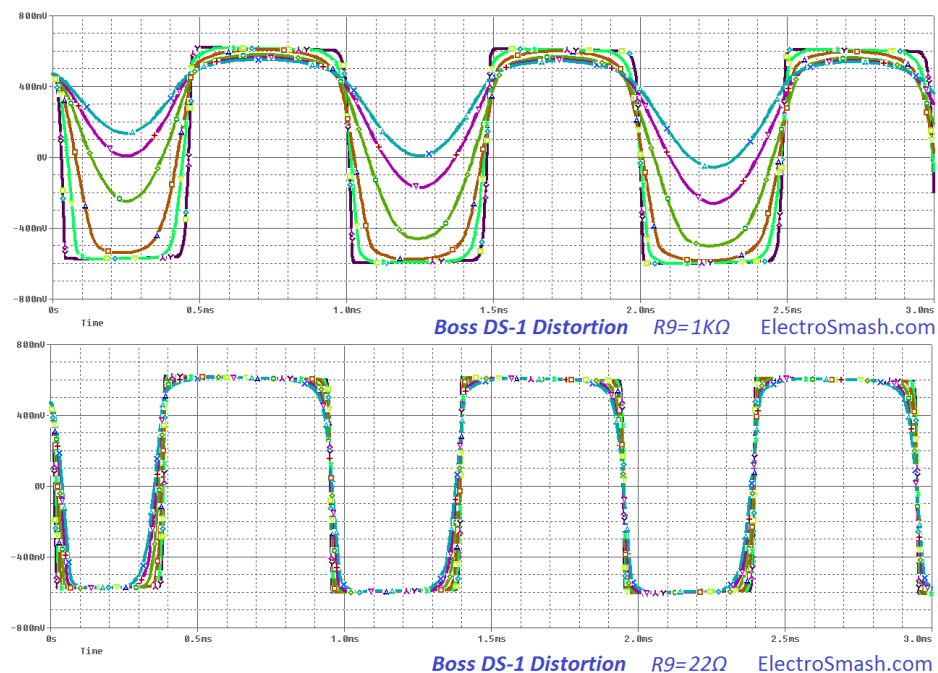 800mV
400mV
0V
-400mV
-800mV
0s 0.5ms 1.0ms 1.5ms 2.0ms 2.5ms 3.0ms
Time
Boss DS-1 Distortion R9=1KΩ ElectroSmash.com
800mV
400mV
0V
-400mV
-800mV
0s 0.5ms 1.0ms 1.5ms 2.0ms 2.5ms 3.0ms
Time
Boss DS-1 Distortion R9=22Ω ElectroSmash.com